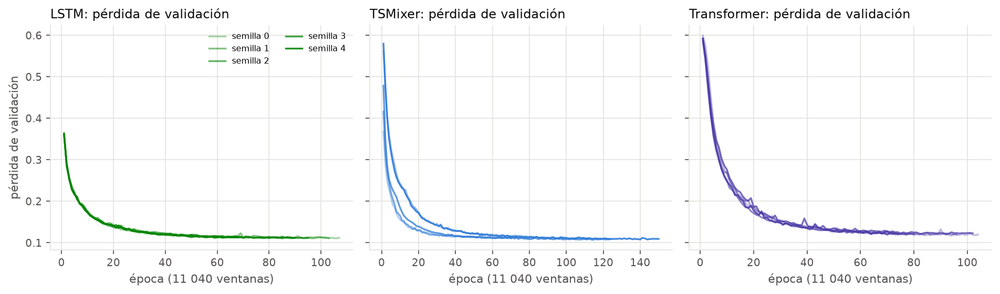 LSTM: pérdida de validación
pérdida de validación
0.6
0.5
0.4
0.3
0.2
0.1
semilla 0
semilla 1
semilla 2
semilla 3
semilla 4
0 20 40 60 80 100
época (11 040 ventanas)
TSMixer: pérdida de validación
0 20 40 60 80 100 120 140
época (11 040 ventanas)
Transformer: pérdida de validación
0 20 40 60 80 100
época (11 040 ventanas)